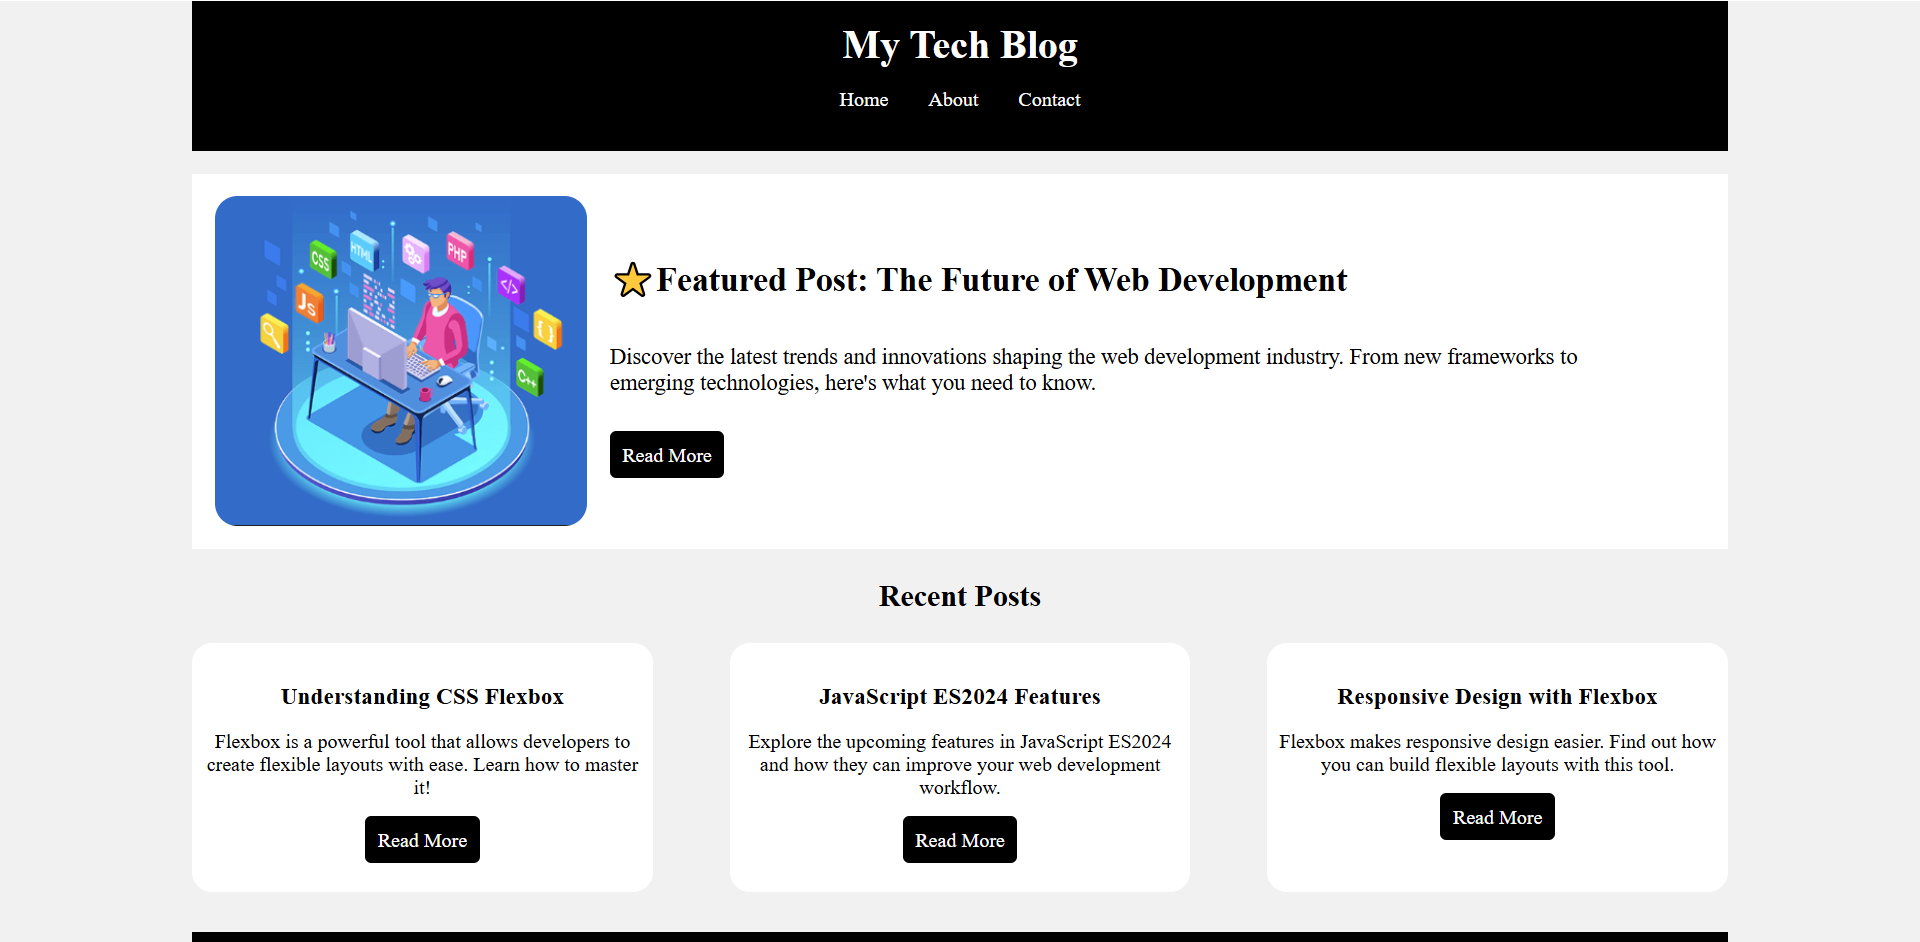 My Tech Blog
Home About Contact
CSS
HTML
PHP
JS
</>
{}
C++
⭐Featured Post: The Future of Web Development
Discover the latest trends and innovations shaping the web development industry. From new frameworks to
emerging technologies, here's what you need to know.
Read More
Recent Posts
Understanding CSS Flexbox
Flexbox is a powerful tool that allows developers to
create flexible layouts with ease. Learn how to master
it!
Read More
JavaScript ES2024 Features
Explore the upcoming features in JavaScript ES2024
and how they can improve your web development
workflow.
Read More
Responsive Design with Flexbox
Flexbox makes responsive design easier. Find out how
you can build flexible layouts with this tool.
Read More